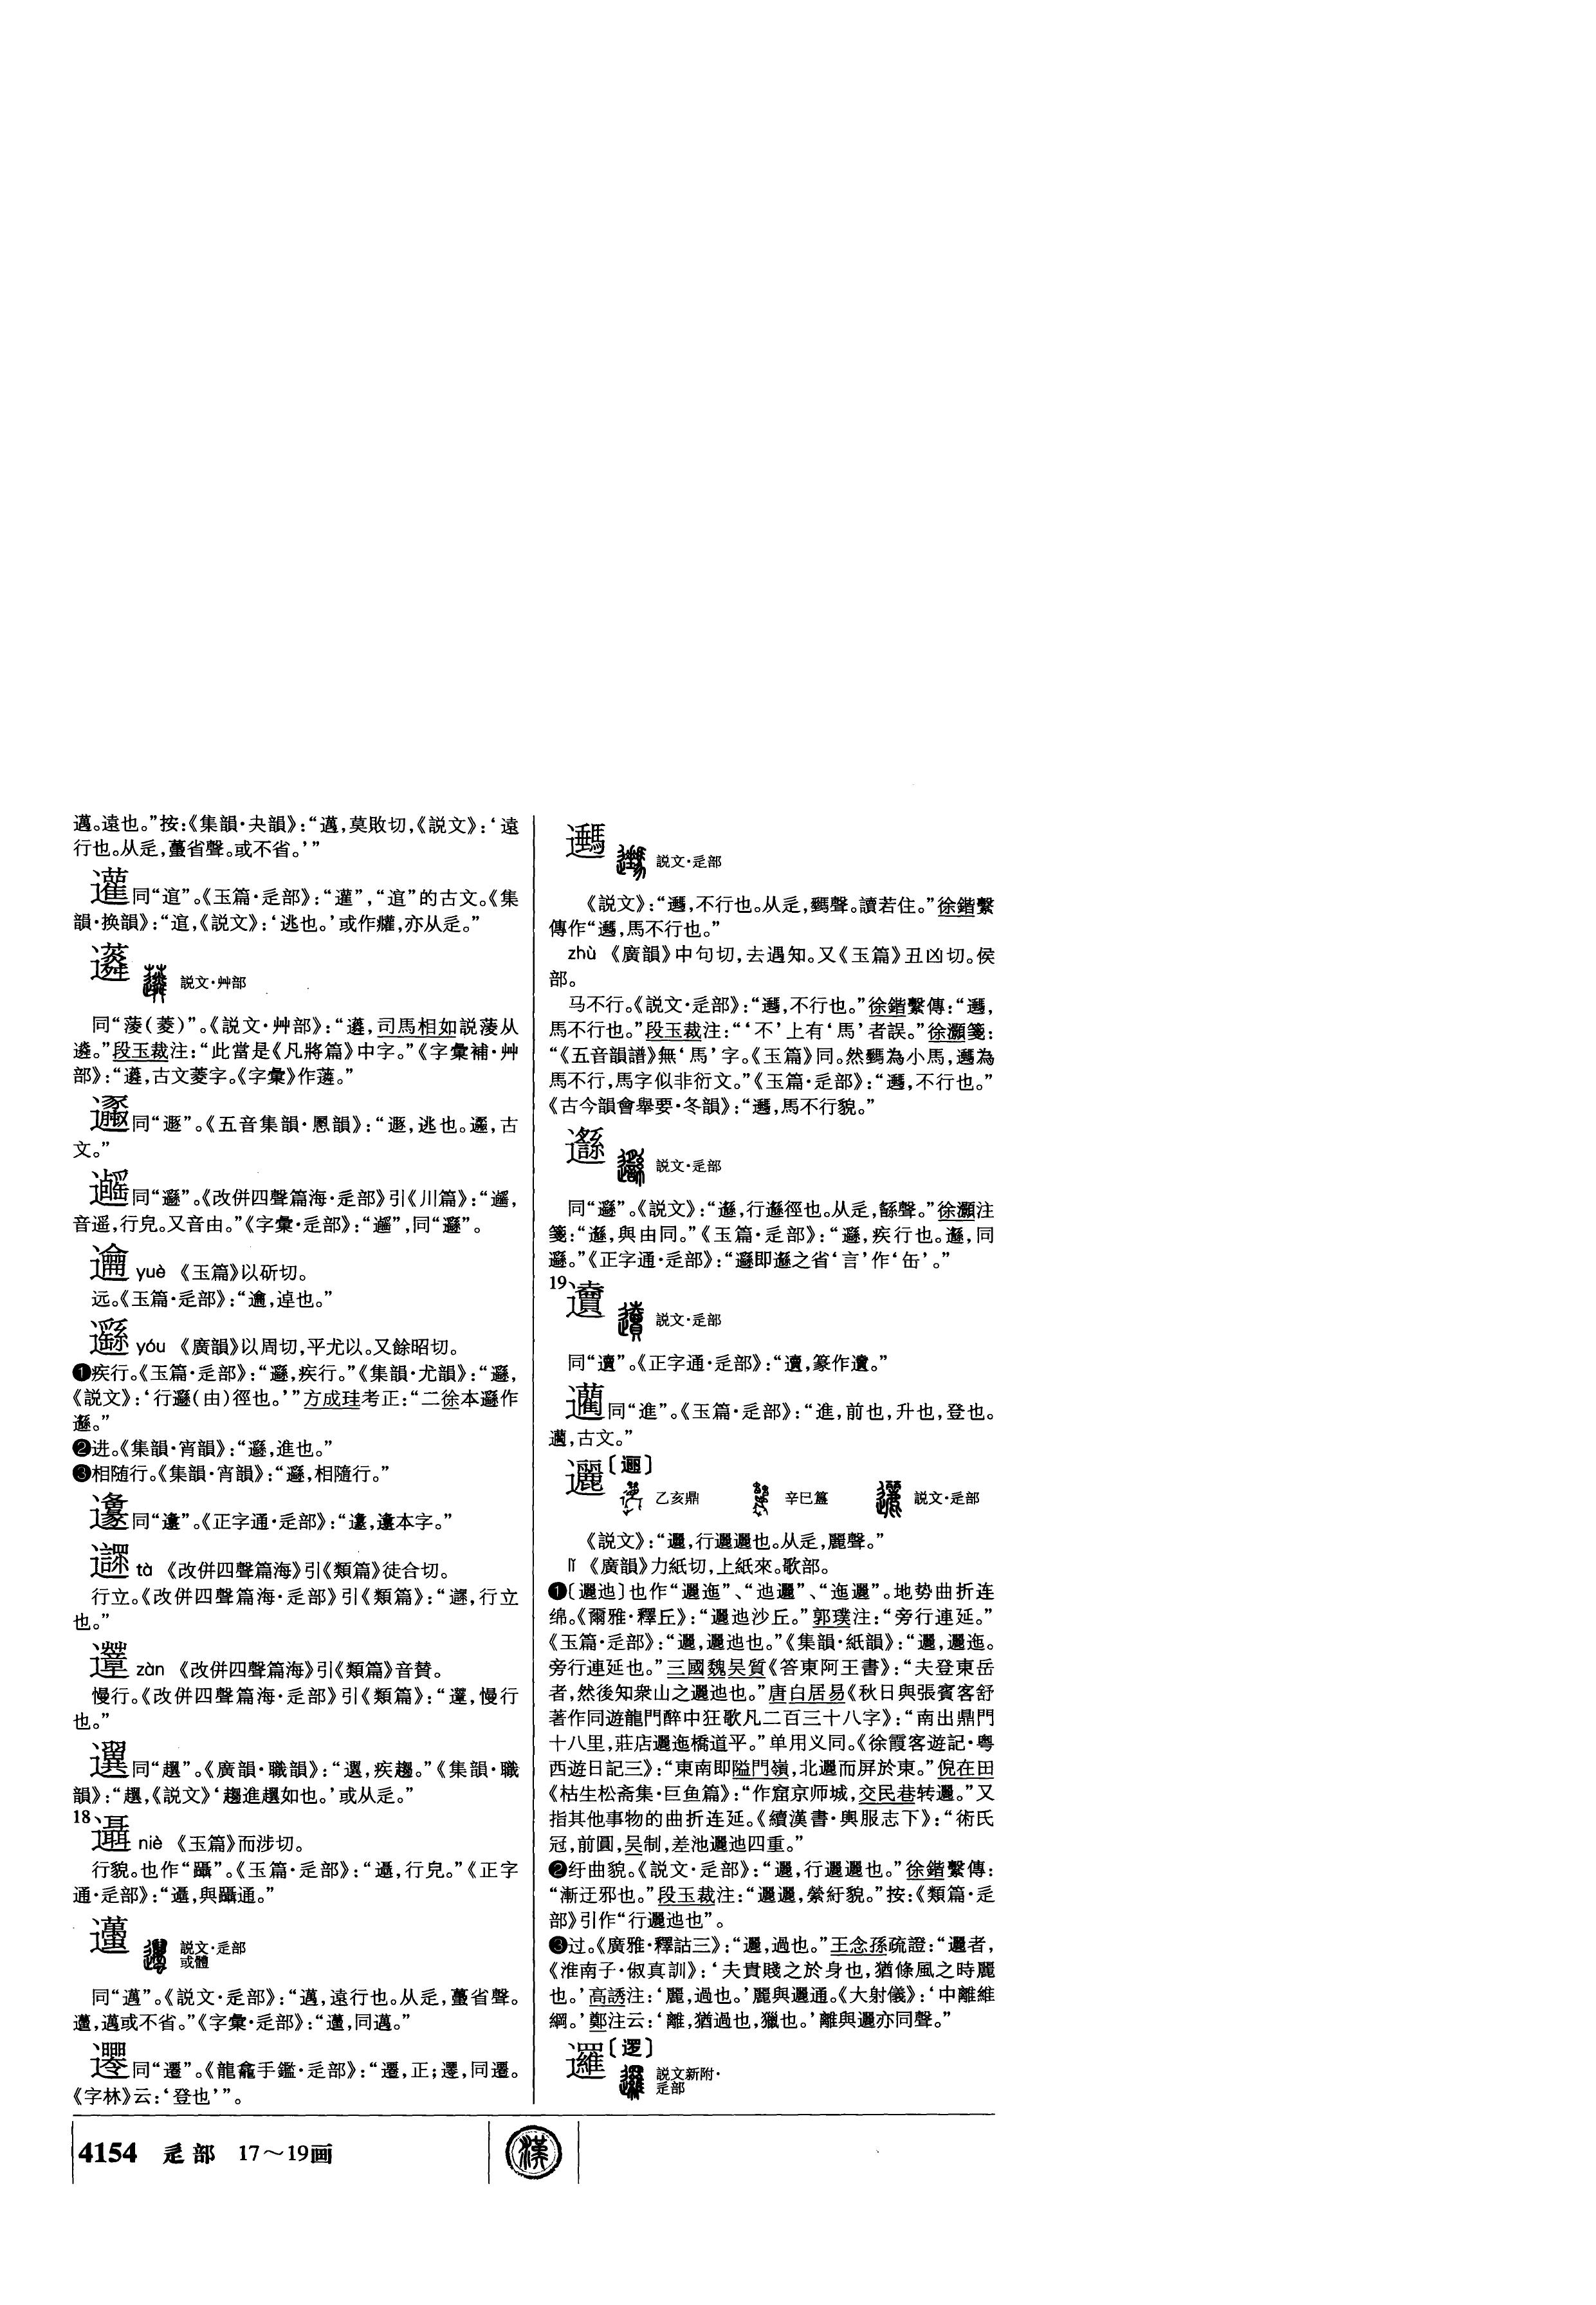 邁。遠也。”按：《集韻·夬韻》：“邁，莫敗切，《説文》：‘遠
行也。从辵，蠆省聲。或不省。’”
同“逭”。《玉篇·辵部》：“”，“逭”的古文。《集
韻·换韻》：“逭，《説文》：‘逃也。’或作爟，亦从辵。”
説文·艸部
同“蓤（菱）”。《説文·艸部》：“，司馬相如説蓤从
遴。”段玉裁注：“此當是《凡將篇》中字。”《字彙補·艸
部》：“，古文菱字。《字彙》作。”
同“遯”。《五音集韻·慁韻》：“遯，逃也。，古
文。”
同“”。《改併四聲篇海·辵部》引《川篇》：“，
音遥，行皃。又音由。”《字彙·辵部》：“”，同“”。
yuè 《玉篇》以斫切。
远。《玉篇·辵部》：“，逴也。”
yóu 《廣韻》以周切，平尤以。又餘昭切。
❶疾行。《玉篇·辵部》：“，疾行。”《集韻·尤韻》：“，
《説文》：‘行（由）徑也。’”方成珪考正：“二徐本作
。”
❷进。《集韻·宵韻》：“，進也。”
❸相随行。《集韻·宵韻》：“，相隨行。”
同“”。《正字通·辵部》：“，本字。”
tà 《改併四聲篇海》引《類篇》徒合切。
行立。《改併四聲篇海·辵部》引《類篇》：“，行立
也。”
zàn 《改併四聲篇海》引《類篇》音賛。
慢行。《改併四聲篇海·辵部》引《類篇》：“，慢行
也。”
同“趩”。《廣韻·職韻》：“，疾趨。”《集韻·職
韻》：“趩，《説文》‘趨進趩如也。’或从辵。”
18
niè 《玉篇》而涉切。
行貌。也作“躡”。《玉篇·辵部》：“，行皃。”《正字
通·辵部》：“，與躡通。”
説文·辵部
或體
同“邁”。《説文·辵部》：“邁，遠行也。从辵，蠆省聲。
，邁或不省。”《字彙·辵部》：“，同邁。”
同“遷”。《龍龕手鑑·辵部》：“遷，正；，同遷。
《字林》云：‘登也’”。
説文·辵部
《説文》：“，不行也。从辵，聲。讀若住。”徐鍇繫
傳作“，馬不行也。”
zhù 《廣韻》中句切，去遇知。又《玉篇》丑凶切。侯
部。
马不行。《説文·辵部》：“，不行也。”徐鍇繫傳：“，
馬不行也。”段玉裁注：“‘不’上有‘馬’者誤。”徐灝箋：
“《五音韻譜》無‘馬’字。《玉篇》同。然為小馬，為
馬不行，馬字似非衍文。”《玉篇·辵部》：“，不行也。”
《古今韻會舉要·冬韻》：“，馬不行貌。”
説文·辵部
同“”。《説文》：“，行徑也。从辵，繇聲。”徐灝注
箋：“，與由同。”《玉篇·辵部》：“，疾行也。，同
。”《正字通·辵部》：“即之省‘言’作‘缶’。”
19
説文·辵部
同“”。《正字通·辵部》：“，篆作。”
同“進”。《玉篇·辵部》：“進，前也，升也，登也。
，古文。”
邐〔逦〕
乙亥鼎 辛巳簋 説文·辵部
《説文》：“邐，行邐邐也。从辵，麗聲。”
lǐ 《廣韻》力紙切，上紙來。歌部。
❶〔邐迆〕也作“邐迤”、“迆邐”、“迤邐”。地势曲折连
绵。《爾雅·釋丘》：“邐迆沙丘。”郭璞注：“旁行連延。”
《玉篇·辵部》：“邐，邐迆也。”《集韻·紙韻》：“邐，邐迤。
旁行連延也。”三國魏吴質《答東阿王書》：“夫登東岳
者，然後知衆山之邐迆也。”唐白居易《秋日與張賓客舒
著作同遊龍門醉中狂歌凡二百三十八字》：“南出鼎門
十八里，莊店邐迤橋道平。”单用义同。《徐霞客遊記·粤
西遊日記三》：“東南即隘門嶺，北邐而屏於東。”倪在田
《枯生松斋集·巨鱼篇》：“作窟京师城，交民巷转邐。”又
指其他事物的曲折连延。《續漢書·輿服志下》：“術氏
冠，前圓，吴制，差池邐迆四重。”
❷纡曲貌。《説文·辵部》：“邐，行邐邐也。”徐鍇繫傳：
“漸迂邪也。”段玉裁注：“邐邐，縈紆貌。”按：《類篇·辵
部》引作“行邐迆也”。
❸过。《廣雅·釋詁三》：“邐，過也。”王念孫疏證：“邐者，
《淮南子·俶真訓》：‘夫貴賤之於身也，猶條風之時麗
也。’高誘注：‘麗，過也。’麗與邐通。《大射儀》：‘中離維
綱。’鄭注云：‘離，猶過也，獵也。’離與邐亦同聲。”
邏〔逻〕
説文新附·
辵部
4154 辵部 17～19画
漢